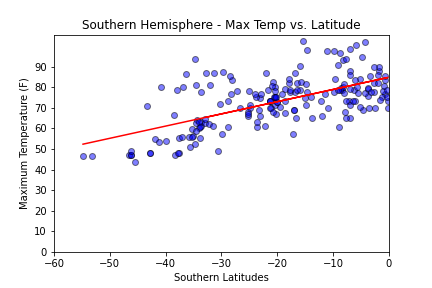 Southern Hemisphere - Max Temp vs. Latitude
Maximum Temperature (F)
90
80
70
60
50
40
30
20
10
0
−60 −50 −40 −30 −20 −10 0
Southern Latitudes